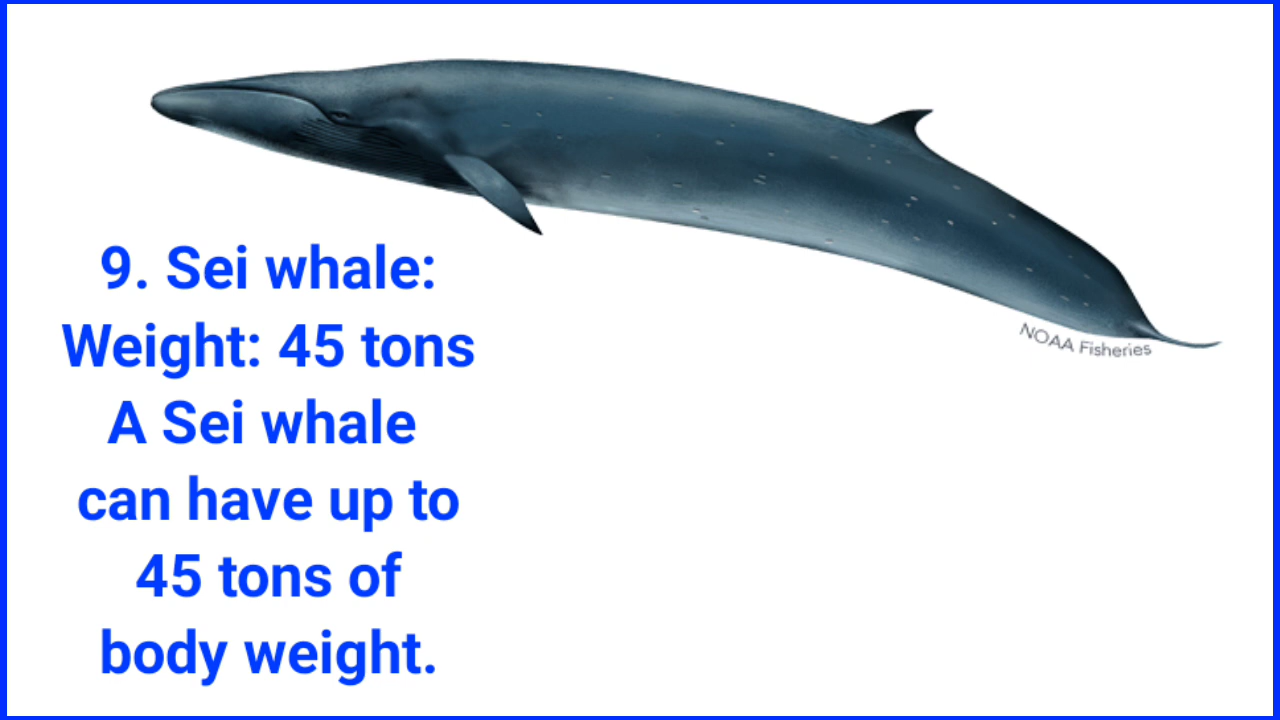 9. Sei whale:
Weight: 45 tons
A Sei whale
can have up to
45 tons of
body weight.
NOAA Fisheries